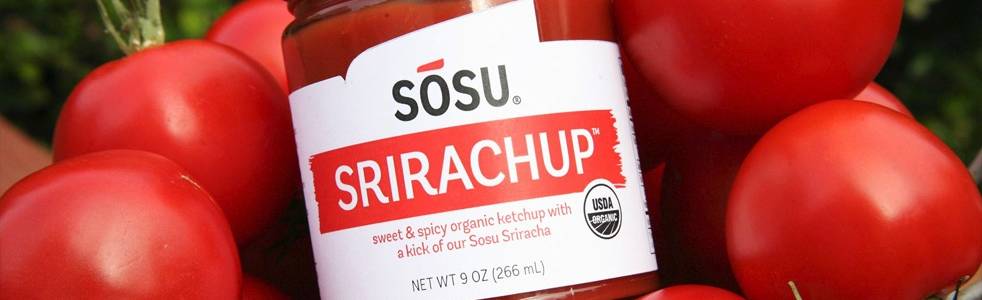 SŌSU®
SRIRACHUP™
sweet & spicy organic ketchup with
a kick of our Sosu Sriracha
USDA
ORGANIC
NET WT 9 OZ (266 mL)